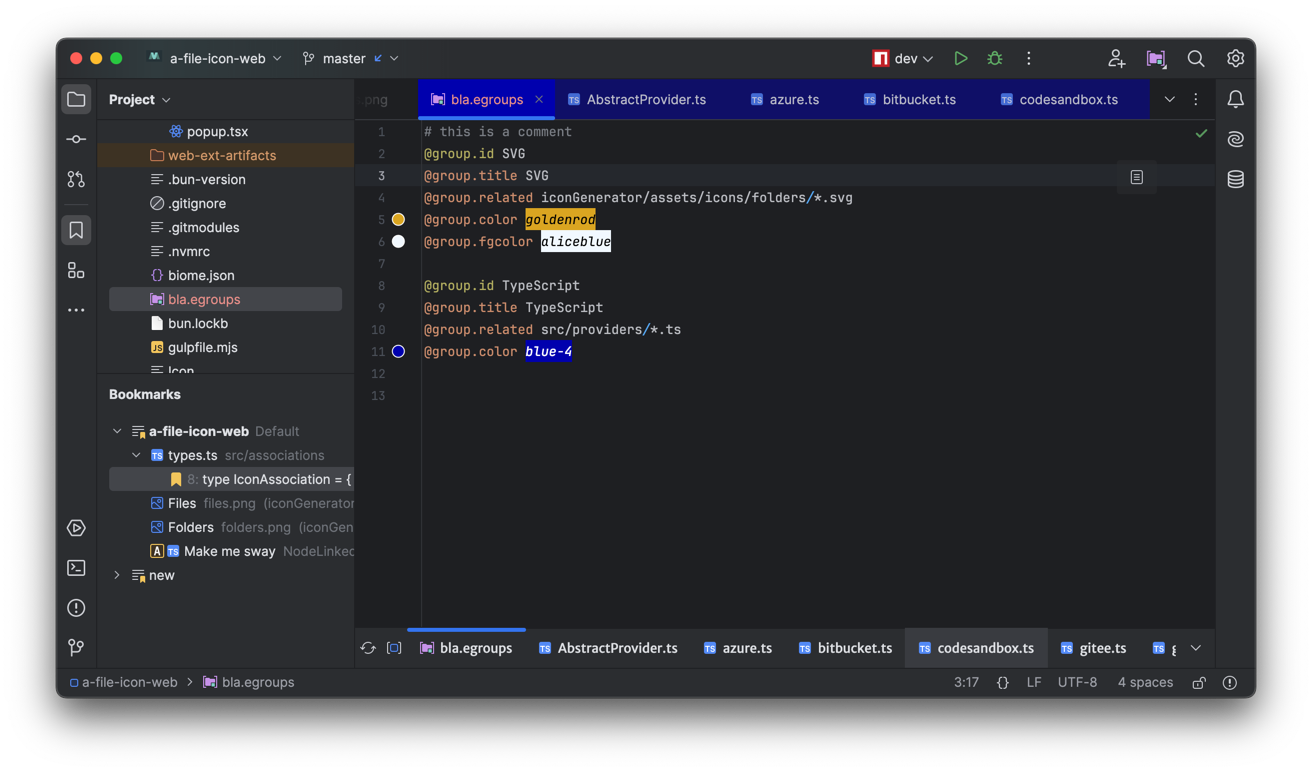 a-file-icon-web
master
dev
Project
.png
bla.egroups
AbstractProvider.ts
azure.ts
bitbucket.ts
codesandbox.ts
popup.tsx
web-ext-artifacts
.bun-version
.gitignore
.gitmodules
.nvmrc
biome.json
bla.egroups
bun.lockb
gulpfile.mjs
Icon
Bookmarks
a-file-icon-web Default
types.ts src/associations
8: type IconAssociation = {
Files files.png (iconGenerator
Folders folders.png (iconGen
Make me sway NodeLinked
new
1 # this is a comment
2 @group.id SVG
3 @group.title SVG
4 @group.related iconGenerator/assets/icons/folders/*.svg
5 @group.color goldenrod
6 @group.fgcolor aliceblue
7
8 @group.id TypeScript
9 @group.title TypeScript
10 @group.related src/providers/*.ts
11 @group.color blue-4
12
13
bla.egroups
AbstractProvider.ts
azure.ts
bitbucket.ts
codesandbox.ts
gitee.ts
a-file-icon-web > bla.egroups
3:17 {} LF UTF-8 4 spaces